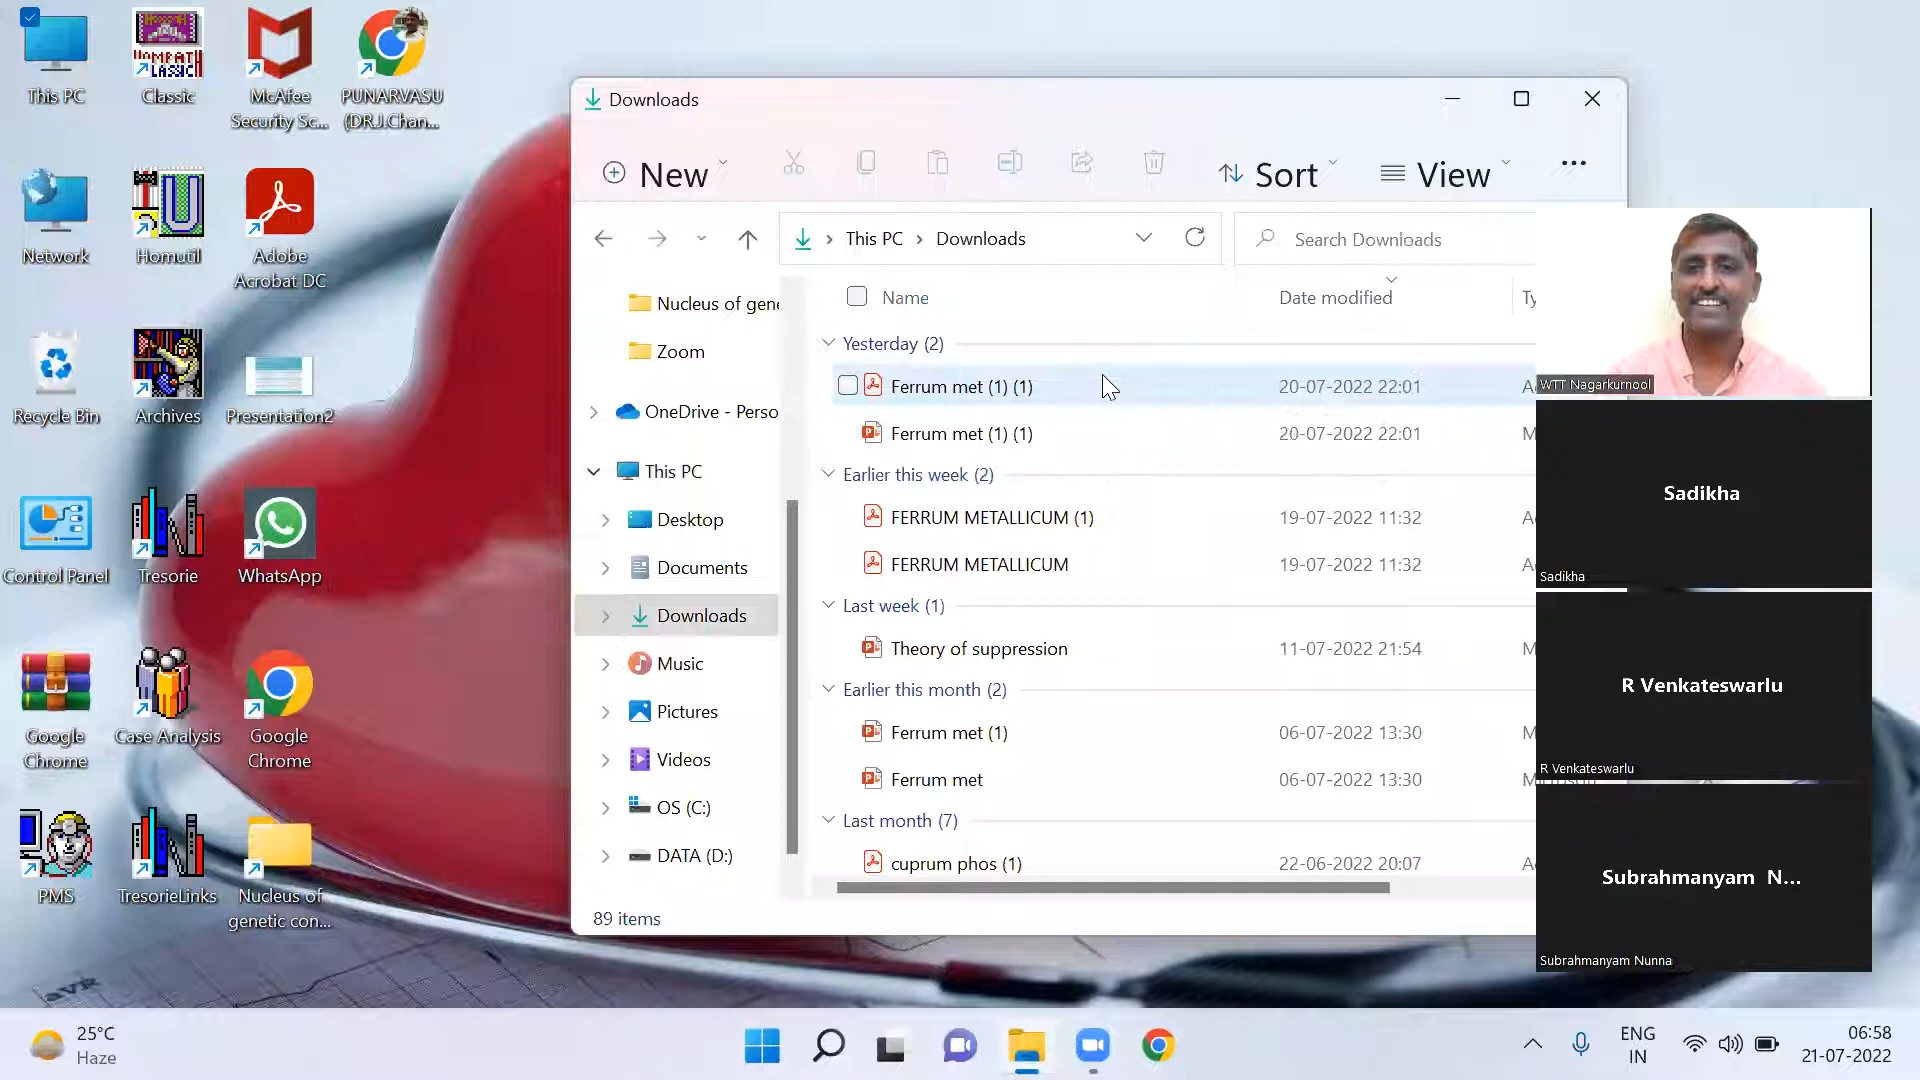 This PC
Classic
McAfee
Security Sc...
PUNARVASU
(DRJ.Chan...
Network
Homutil
Adobe
Acrobat DC
Recycle Bin
Archives
Presentation2
Control Panel
Tresorie
WhatsApp
Google
Chrome
Case Analysis
Google
Chrome
PMS
TresorieLinks
Nucleus of
genetic con...
Downloads
New
Sort
View
This PC
Downloads
Search Downloads
Nucleus of gene
Zoom
OneDrive - Perso
This PC
Desktop
Documents
Downloads
Music
Pictures
Videos
OS (C:)
DATA (D:)
Name
Date modified
Ty
Yesterday (2)
Ferrum met (1) (1)
20-07-2022 22:01
A
Ferrum met (1) (1)
20-07-2022 22:01
M
Earlier this week (2)
FERRUM METALLICUM (1)
19-07-2022 11:32
A
FERRUM METALLICUM
19-07-2022 11:32
A
Last week (1)
Theory of suppression
11-07-2022 21:54
M
Earlier this month (2)
Ferrum met (1)
06-07-2022 13:30
M
Ferrum met
06-07-2022 13:30
Last month (7)
cuprum phos (1)
22-06-2022 20:07
A
89 items
WTT Nagarkurnool
Sadikha
Sadikha
R Venkateswarlu
R Venkateswarlu
Subrahmanyam N...
Subrahmanyam Nunna
25°C
Haze
ENG
IN
06:58
21-07-2022